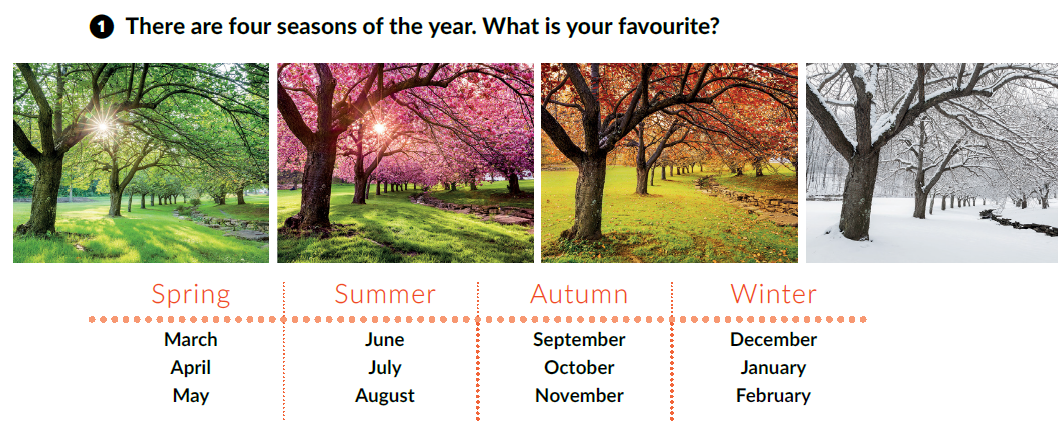 1 There are four seasons of the year. What is your favourite?
Spring Summer Autumn Winter
March June September December
April July October January
May August November February